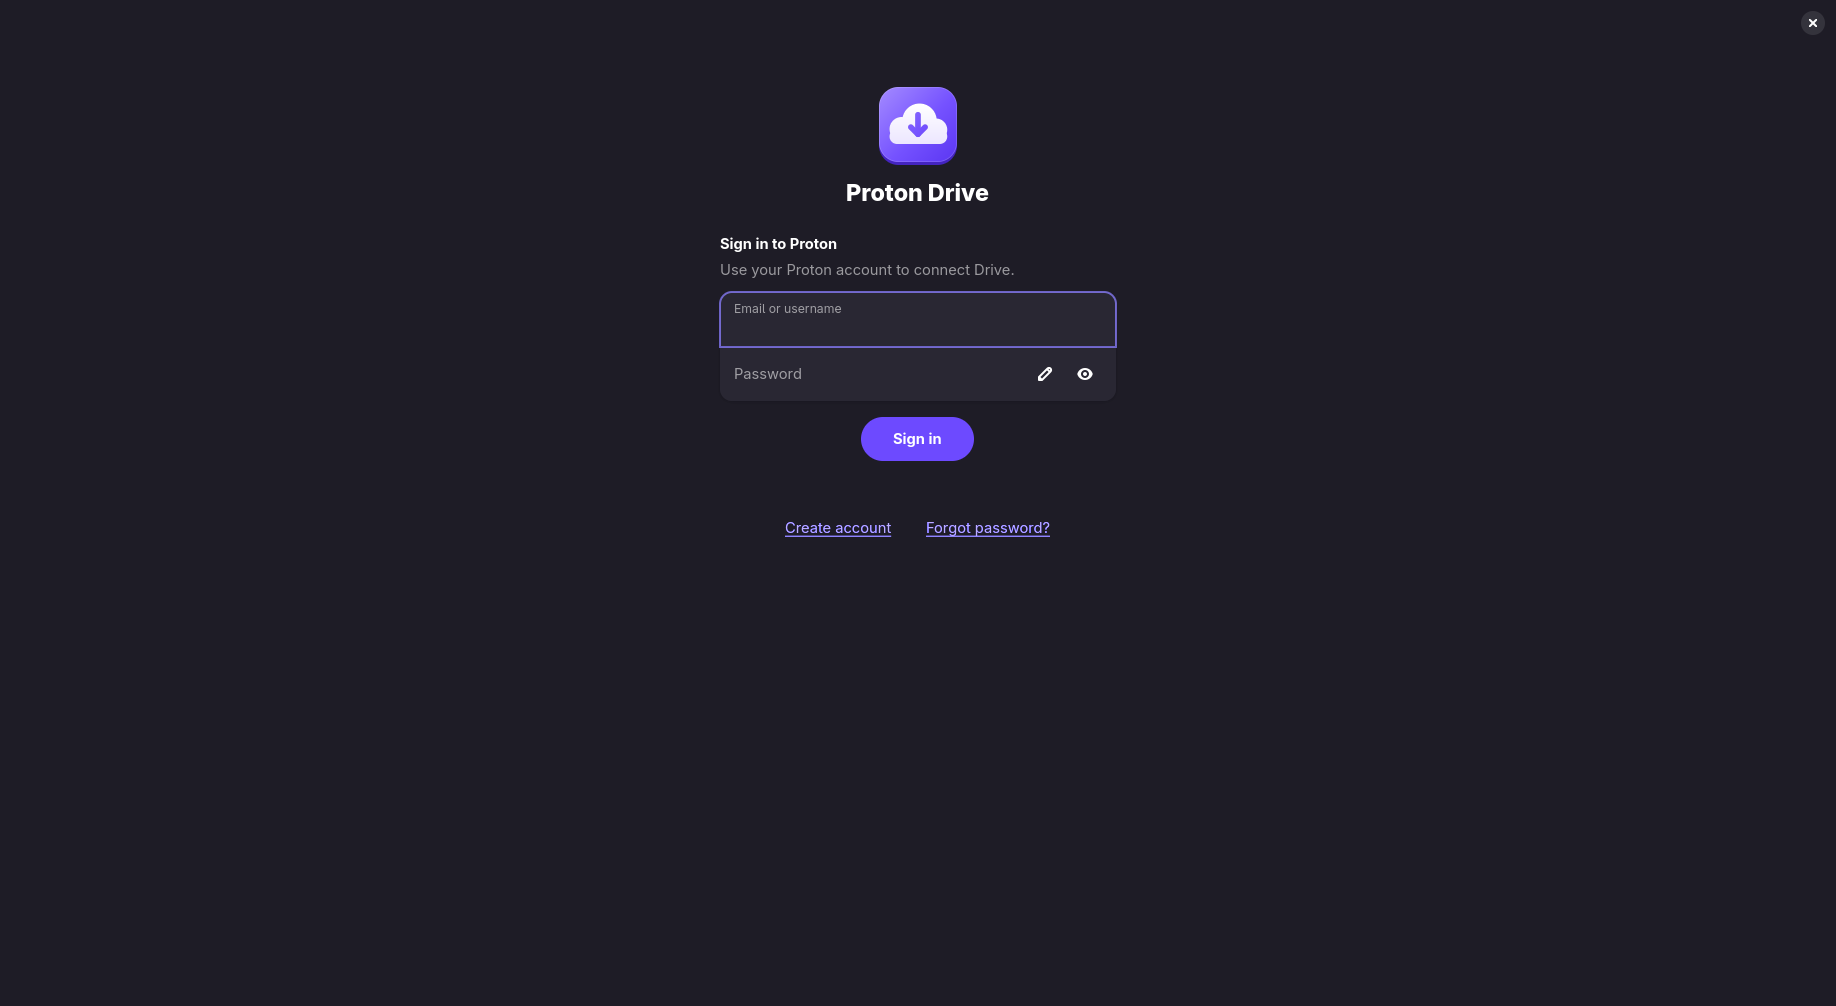 Proton Drive
Sign in to Proton
Use your Proton account to connect Drive.
Email or username
Password
Sign in
Create account Forgot password?